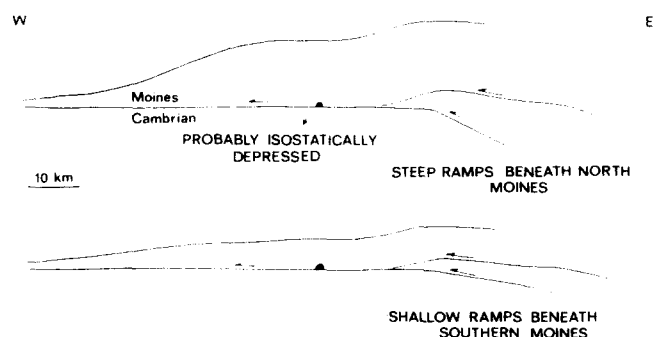 W E
Moines
Cambrian
PROBABLY ISOSTATICALLY
DEPRESSED
STEEP RAMPS BENEATH NORTH
MOINES
10 km
SHALLOW RAMPS BENEATH
SOUTHERN MOINES